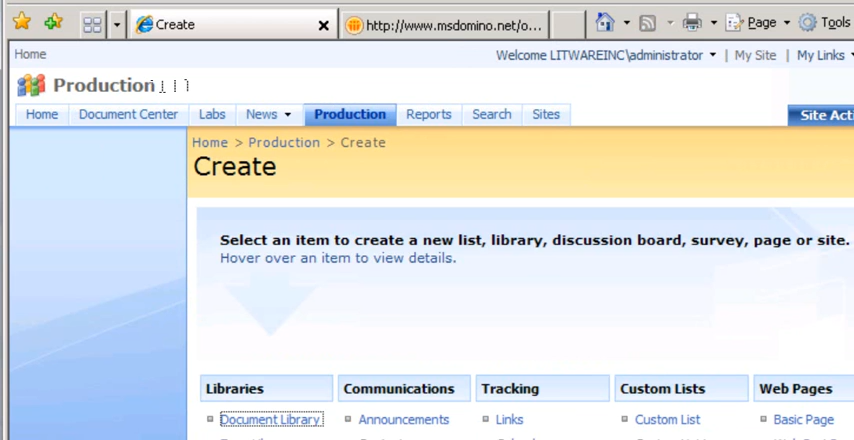 Create
http://www.msdomino.net/o...
Page
Tools
Home
Welcome LITWAREINC\administrator | My Site | My Links
Production
Home Document Center Labs News Production Reports Search Sites
Site Acti
Home > Production > Create
Create
Select an item to create a new list, library, discussion board, survey, page or site.
Hover over an item to view details.
Libraries Communications Tracking Custom Lists Web Pages
Document Library Announcements Links Custom List Basic Page